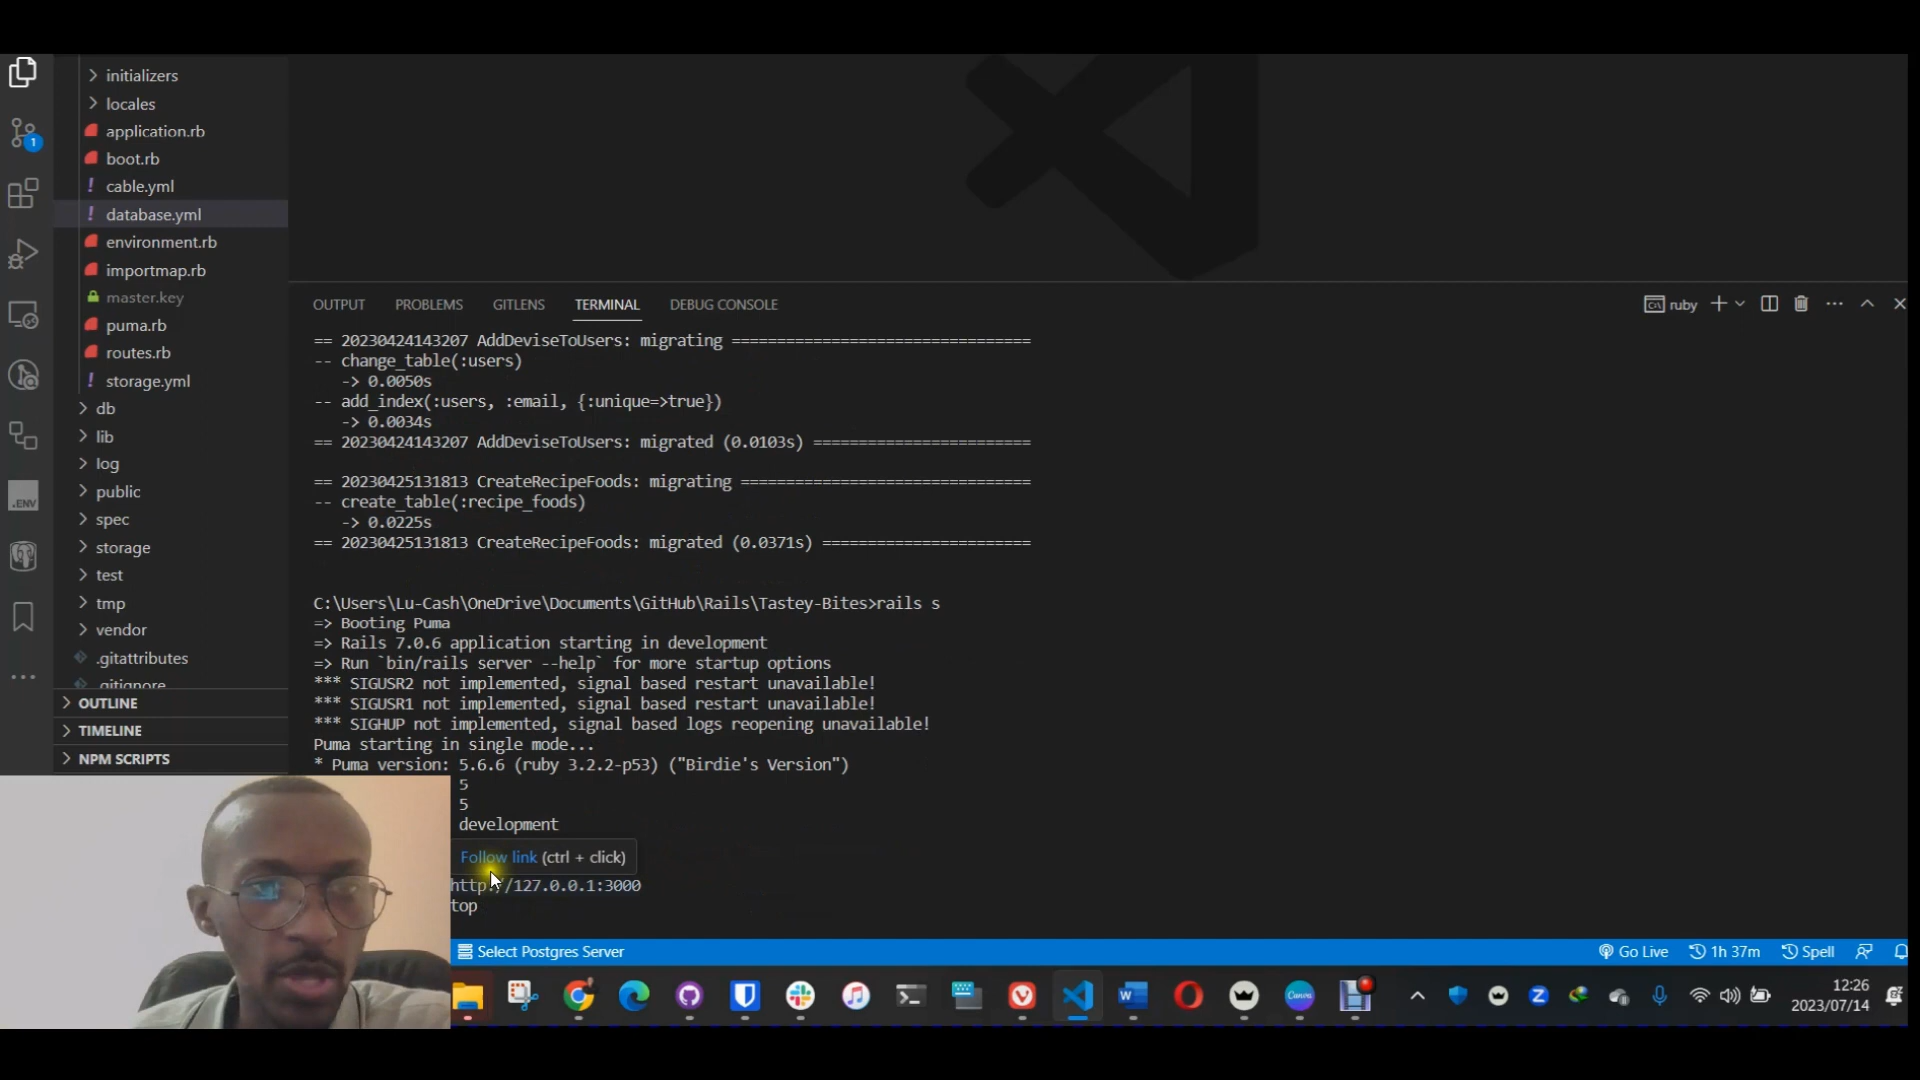 initializers
locales
application.rb
boot.rb
cable.yml
database.yml
environment.rb
importmap.rb
master.key
puma.rb
routes.rb
storage.yml
db
lib
log
public
spec
storage
test
tmp
vendor
.gitattributes
.gitignore
OUTLINE
TIMELINE
NPM SCRIPTS
1
.ENV
OUTPUT PROBLEMS GITLENS TERMINAL DEBUG CONSOLE
ruby
== 20230424143207 AddDeviseToUsers: migrating =================================
-- change_table(:users)
-> 0.0050s
-- add_index(:users, :email, {:unique=>true})
-> 0.0034s
== 20230424143207 AddDeviseToUsers: migrated (0.0103s) ========================
== 20230425131813 CreateRecipeFoods: migrating ================================
-- create_table(:recipe_foods)
-> 0.0225s
== 20230425131813 CreateRecipeFoods: migrated (0.0371s) =======================
C:\Users\Lu-Cash\OneDrive\Documents\GitHub\Rails\Tastey-Bites>rails s
=> Booting Puma
=> Rails 7.0.6 application starting in development
=> Run `bin/rails server --help` for more startup options
*** SIGUSR2 not implemented, signal based restart unavailable!
*** SIGUSR1 not implemented, signal based restart unavailable!
*** SIGHUP not implemented, signal based logs reopening unavailable!
Puma starting in single mode...
* Puma version: 5.6.6 (ruby 3.2.2-p53) ("Birdie's Version")
5
5
development
Follow link (ctrl + click)
http://127.0.0.1:3000
top
Select Postgres Server
Go Live 1h 37m Spell
Canva
12:26
2023/07/14